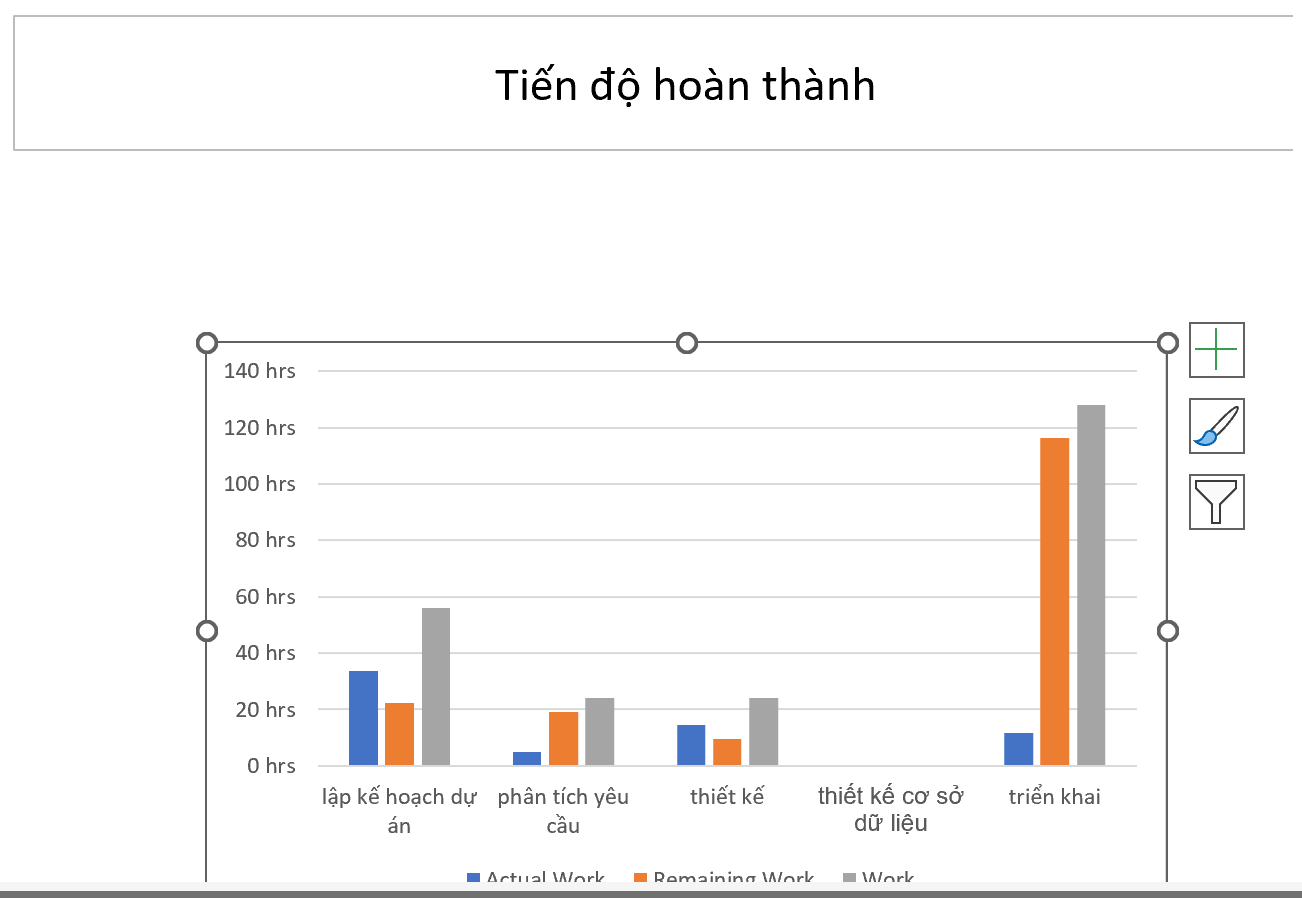 Tiến độ hoàn thành
140 hrs
120 hrs
100 hrs
80 hrs
60 hrs
40 hrs
20 hrs
0 hrs
lập kế hoạch dự
án
phân tích yêu
cầu
thiết kế
thiết kế cơ sở
dữ liệu
triển khai
Actual Work Remaining Work Work